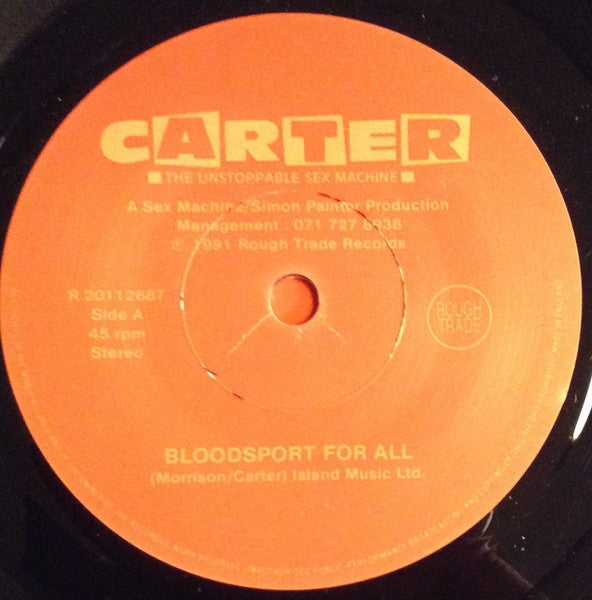 CARTER
THE UNSTOPPABLE SEX MACHINE
A Sex Machine/Simon Painter Production
Management : 071 727 8938
℗ 1991 Rough Trade Records
R 20112687
Side A
45 rpm
Stereo
ROUGH
TRADE
BLOODSPORT FOR ALL
(Morrison/Carter) Island Music Ltd.